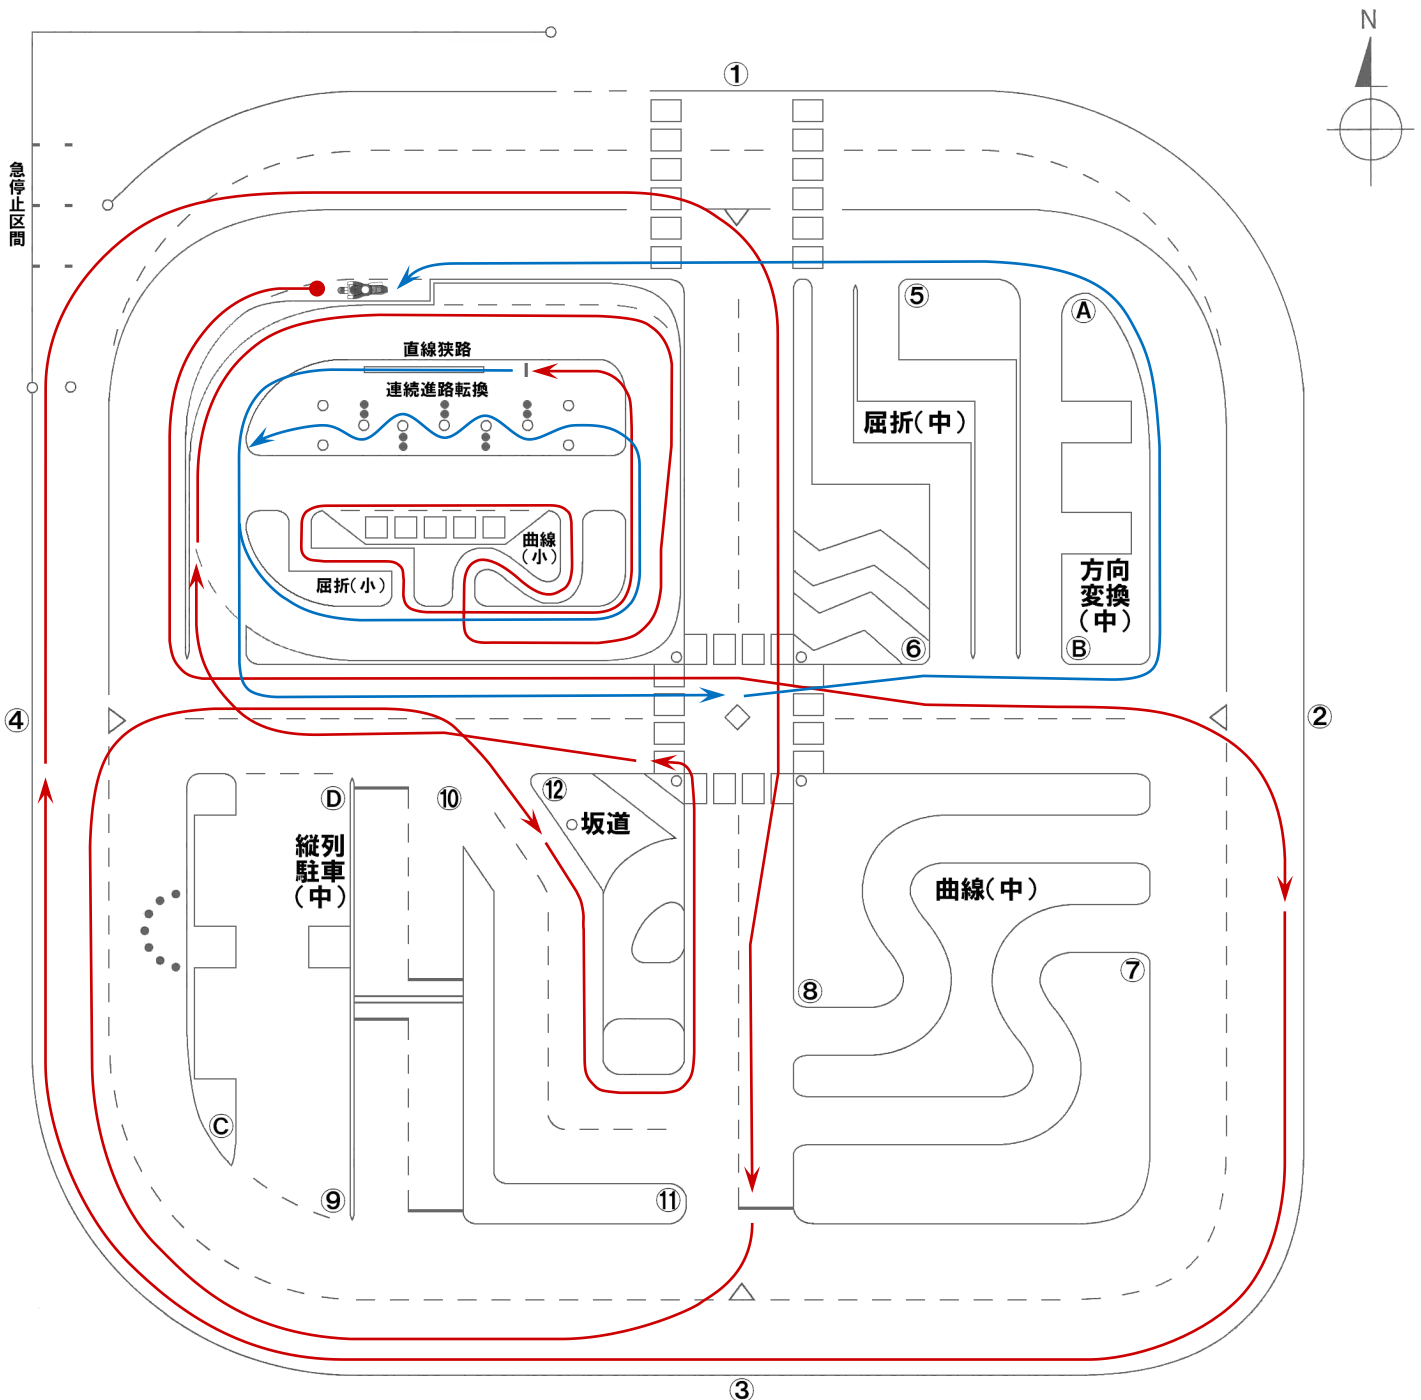 N
①
急停止区間
直線狭路
連続進路転換
⑤
Ⓐ
屈折(中)
曲線
(小)
屈折(小)
方向
変換
(中)
⑥
Ⓑ
④
②
Ⓓ
⑩
⑫
坂道
縦列
駐車
(中)
曲線(中)
⑦
⑧
Ⓒ
⑨
⑪
③